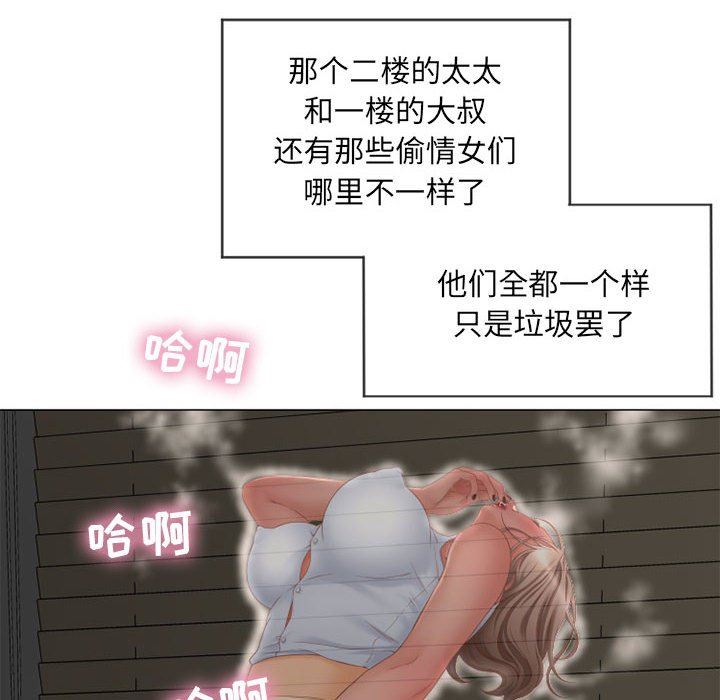 那个二楼的太太
和一楼的大叔
还有那些偷情女们
哪里不一样了
他们全都一个样
只是垃圾罢了
哈啊
哈啊
哈啊